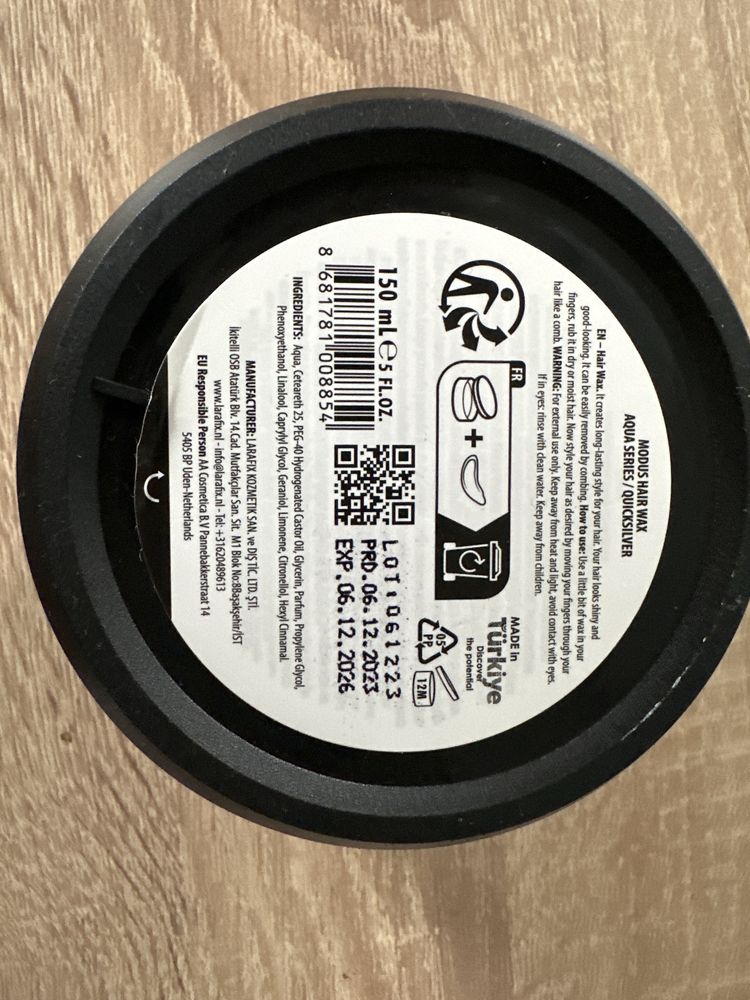 MODUS HAIR WAX
AQUA SERIES / QUICKSILVER
EN – Hair Wax. It creates long-lasting style for your hair. Your hair looks shiny and
good-looking. It can be easily removed by combing. How to use: Use a little bit of wax in your
fingers, rub it in dry or moist hair. Now style your hair as desired by moving your fingers through your
hair like a comb. WARNING: For external use only. Keep away from heat and light, avoid contact with eyes.
If in eyes: rinse with clean water. Keep away from children.
FR
+
MADE in
Türkiye
Discover
the potential
05
PP
12M
150 mL ℮ 5 FL.OZ.
8 681781 008854
LOT:061223
PRD.06.12.2023
EXP.06.12.2026
INGREDIENTS: Aqua, Ceteareth 25, PEG-40 Hydrogenated Castor Oil, Glycerin, Parfum, Propylene Glycol,
Phenoxyethanol, Linalool, Caprylyl Glycol, Geraniol, Limonene, Citronellol, Hexyl Cinnamal.
MANUFACTURER: LARAFIX KOZMETIK SAN. ve DIŞ TİC. LTD. ŞTİ.
İkitelli OSB Atatürk Blv. 14.Cad. Mutfakçılar San. Sit. M1 Blok No:8Başakşehir/IST
www.larafix.nl - info@larafix.nl - Tel: +31620489613
EU Responsible Person AA Cosmetica B.V Pannebakkerstraat 14
5405 BP Uden-Netherlands